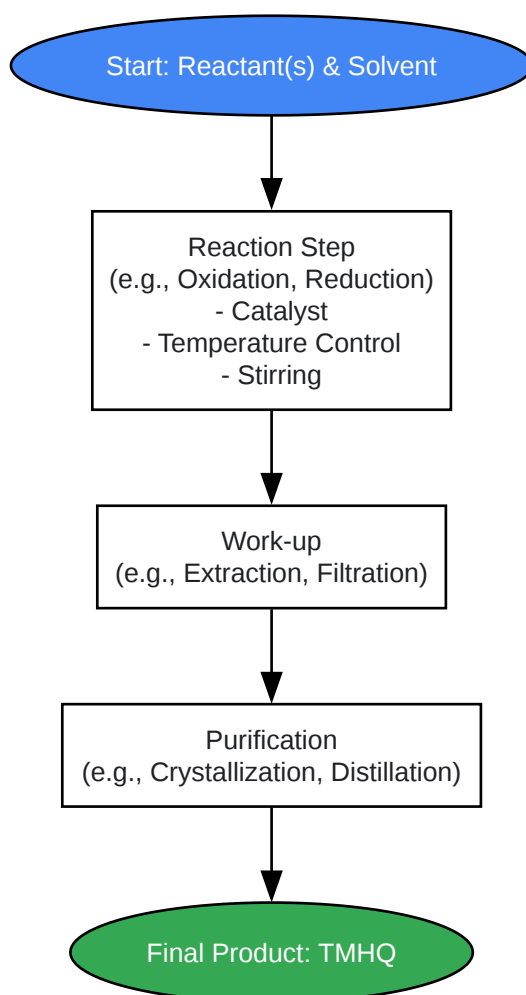 Start: Reactant(s) & Solvent
Reaction Step
(e.g., Oxidation, Reduction)
- Catalyst
- Temperature Control
- Stirring
Work-up
(e.g., Extraction, Filtration)
Purification
(e.g., Crystallization, Distillation)
Final Product: TMHQ